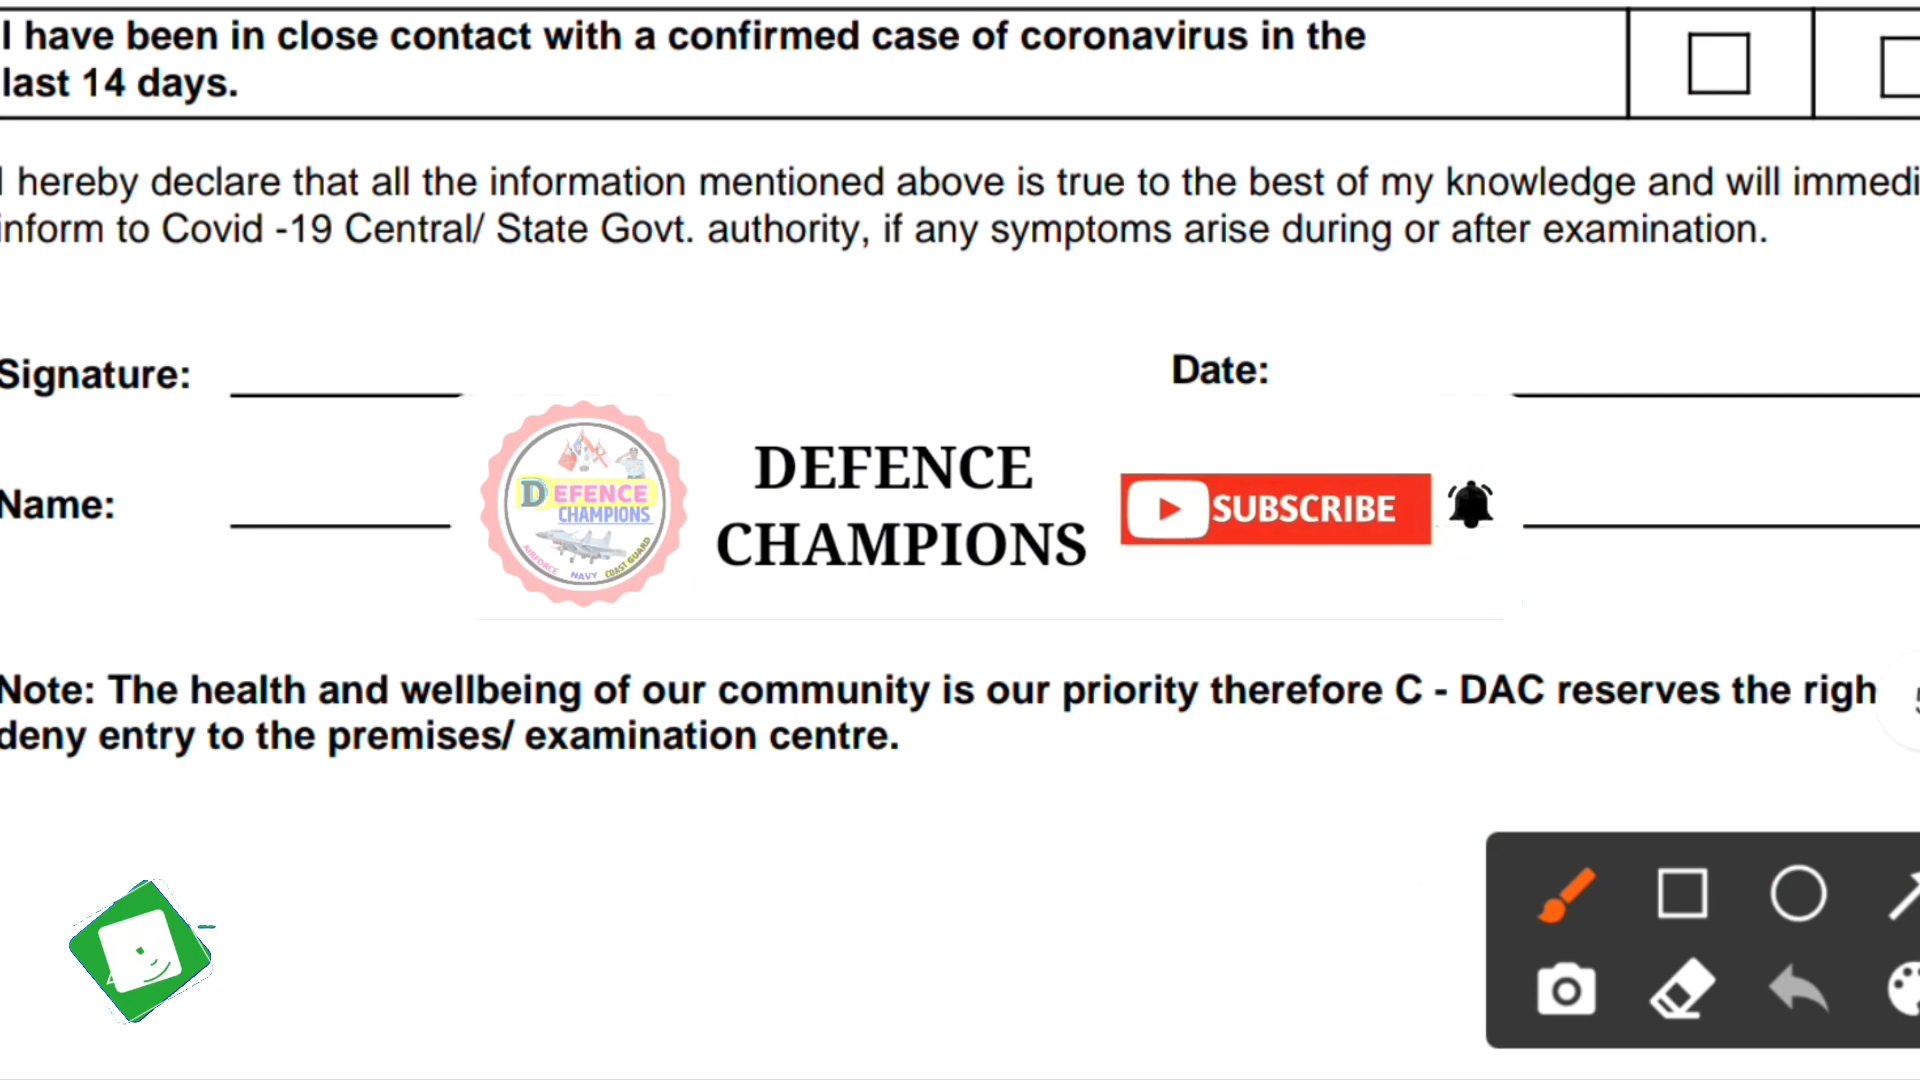 I have been in close contact with a confirmed case of coronavirus in the
last 14 days.
I hereby declare that all the information mentioned above is true to the best of my knowledge and will immedi
inform to Covid -19 Central/ State Govt. authority, if any symptoms arise during or after examination.
Signature:
Date:
DEFENCE
CHAMPIONS
AIRFORCE NAVY COAST GUARD
DEFENCE
CHAMPIONS
SUBSCRIBE
Name:
Note: The health and wellbeing of our community is our priority therefore C - DAC reserves the righ
deny entry to the premises/ examination centre.